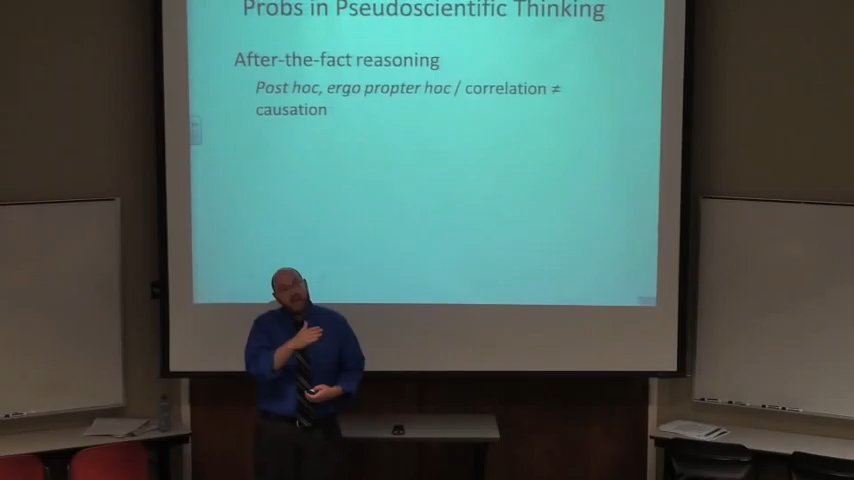 Probs in Pseudoscientific Thinking
After-the-fact reasoning
Post hoc, ergo propter hoc / correlation ≠
causation